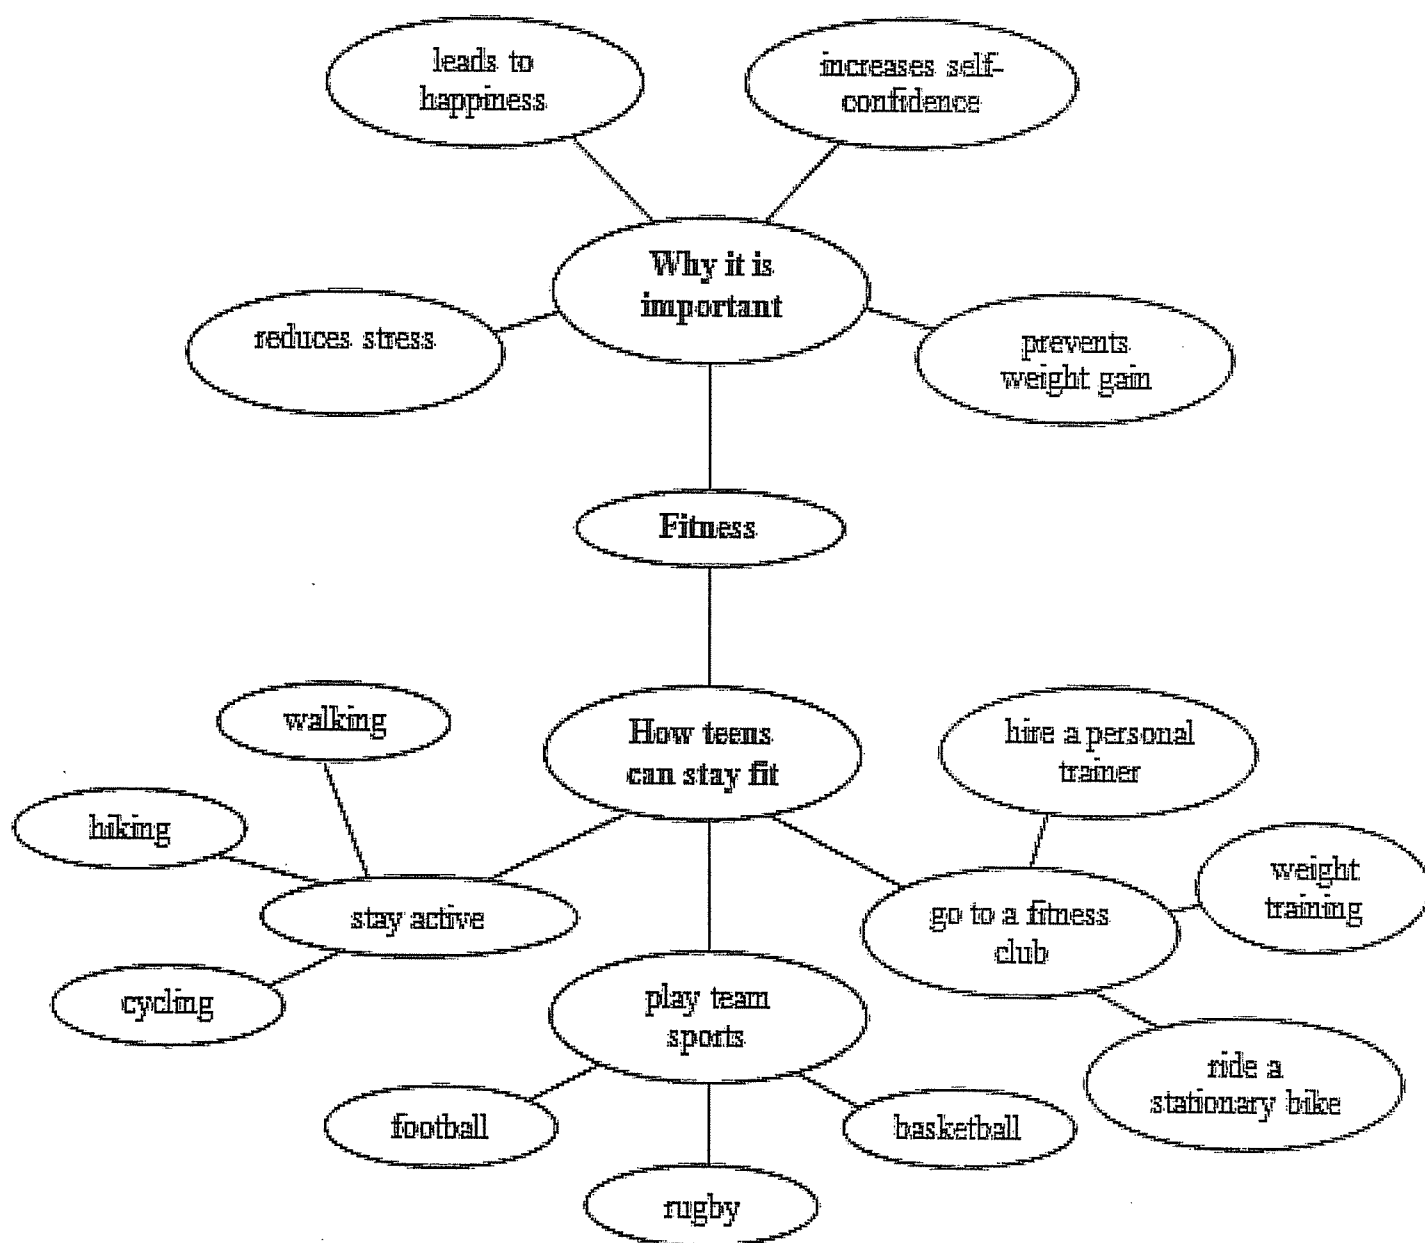 leads to
happiness
increases self-
confidence
Why it is
important
reduces stress
prevents
weight gain
Fitness
walking
How teens
can stay fit
hire a personal
trainer
hiking
weight
training
stay active
go to a fitness
club
cycling
play team
sports
ride a
stationary bike
football
basketball
rugby